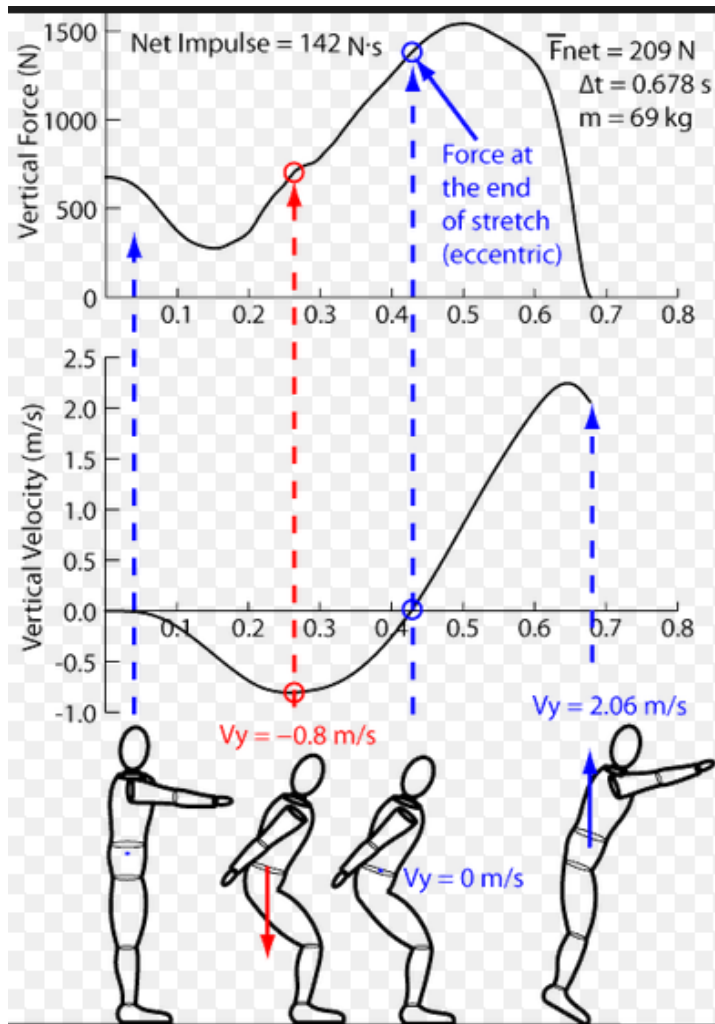 Net Impulse = 142 N·s
F̅net = 209 N
Δt = 0.678 s
m = 69 kg
Vertical Force (N)
1500
1000
500
0
Force at
the end
of stretch
(eccentric)
0.1 0.2 0.3 0.4 0.5 0.6 0.7 0.8
Vertical Velocity (m/s)
2.5
2.0
1.5
1.0
0.5
0.0
-0.5
-1.0
0.1 0.2 0.3 0.4 0.5 0.6 0.7 0.8
Vy = −0.8 m/s
Vy = 2.06 m/s
Vy = 0 m/s